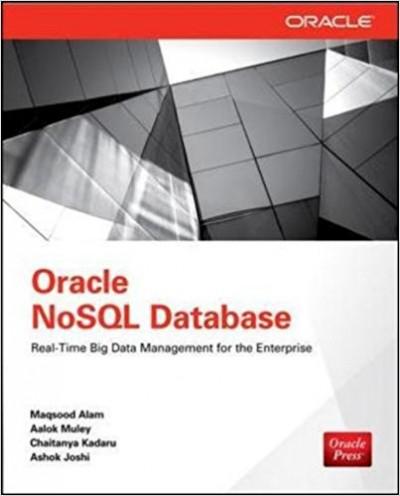 ORACLE
Oracle
NoSQL Database
Real-Time Big Data Management for the Enterprise
Maqsood Alam
Aalok Muley
Chaitanya Kadaru
Ashok Joshi
Oracle
Press